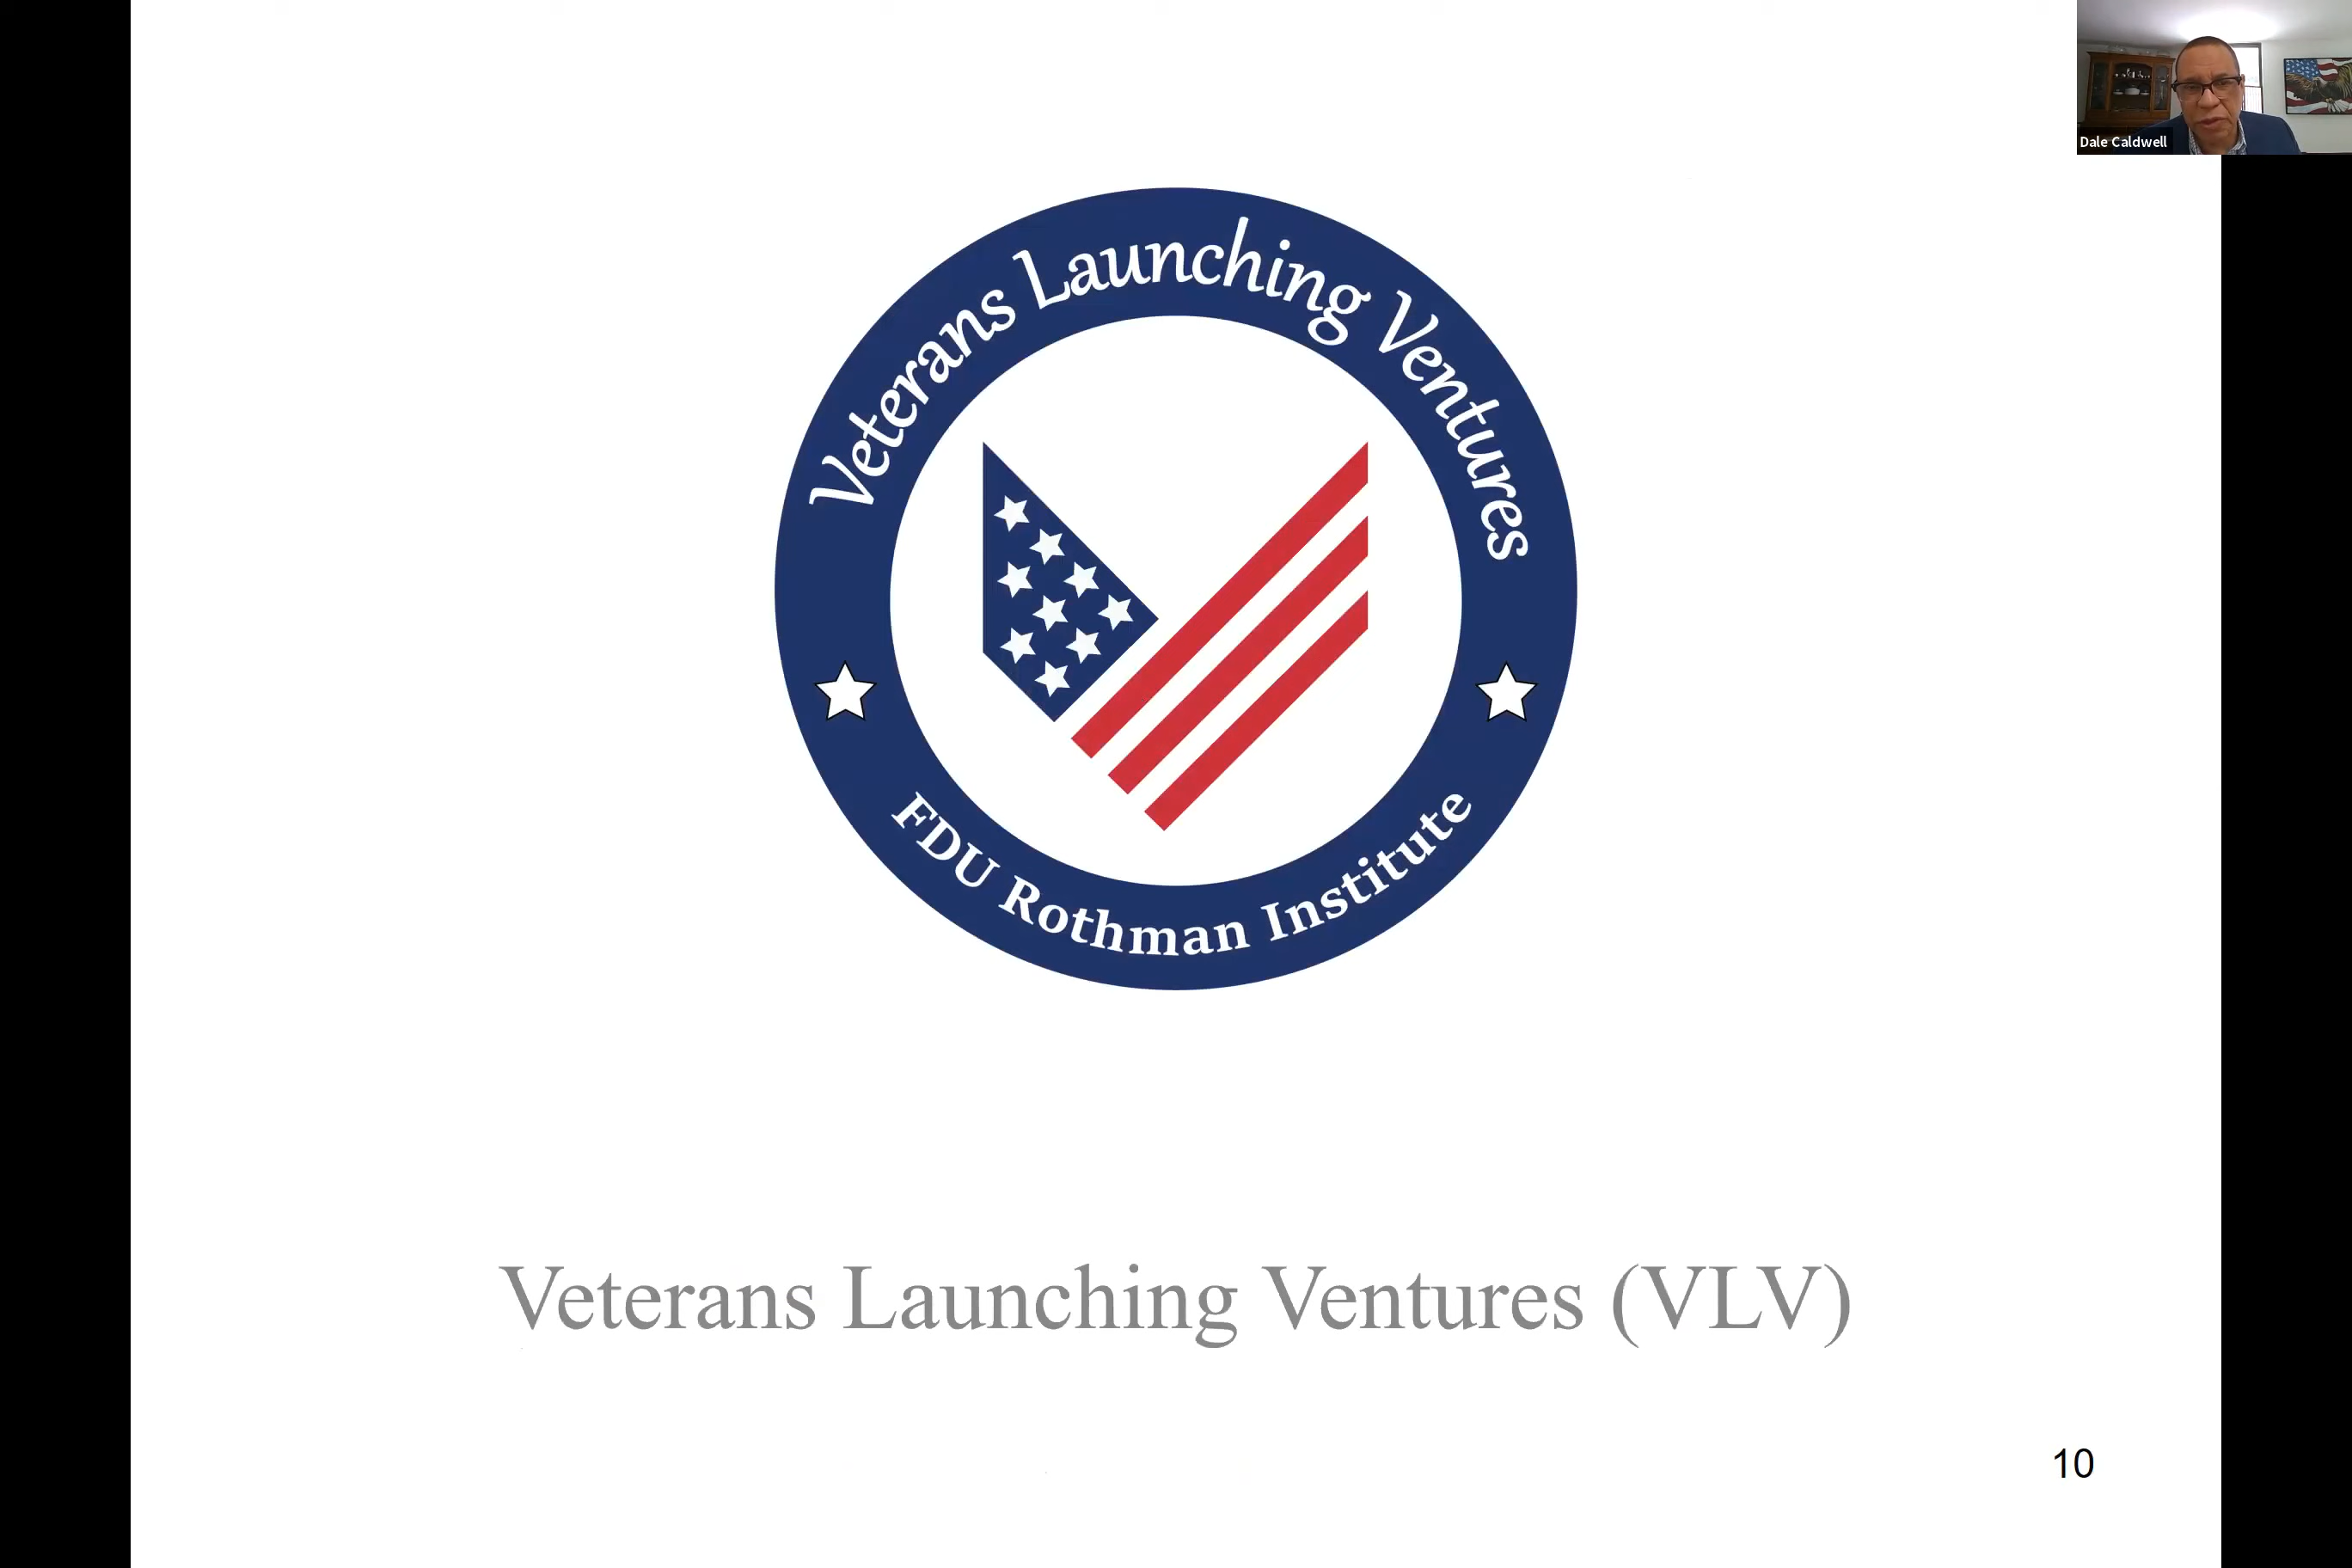 Dale Caldwell
Veterans Launching Ventures
FDU Rothman Institute
Veterans Launching Ventures (VLV)
10